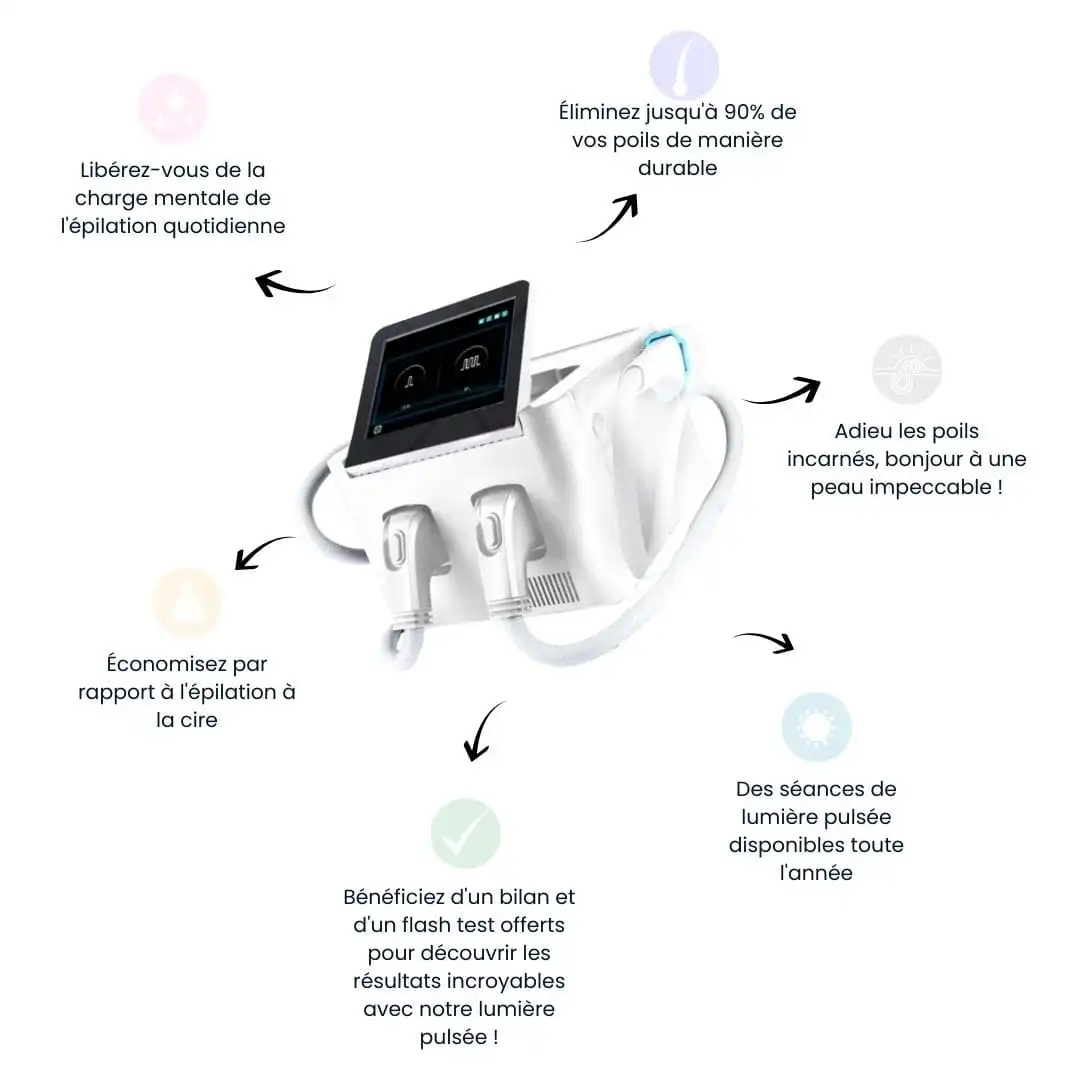 Libérez-vous de la
charge mentale de
l'épilation quotidienne
Éliminez jusqu'à 90% de
vos poils de manière
durable
Adieu les poils
incarnés, bonjour à une
peau impeccable !
Économisez par
rapport à l'épilation à
la cire
Des séances de
lumière pulsée
disponibles toute
l'année
Bénéficiez d'un bilan et
d'un flash test offerts
pour découvrir les
résultats incroyables
avec notre lumière
pulsée !